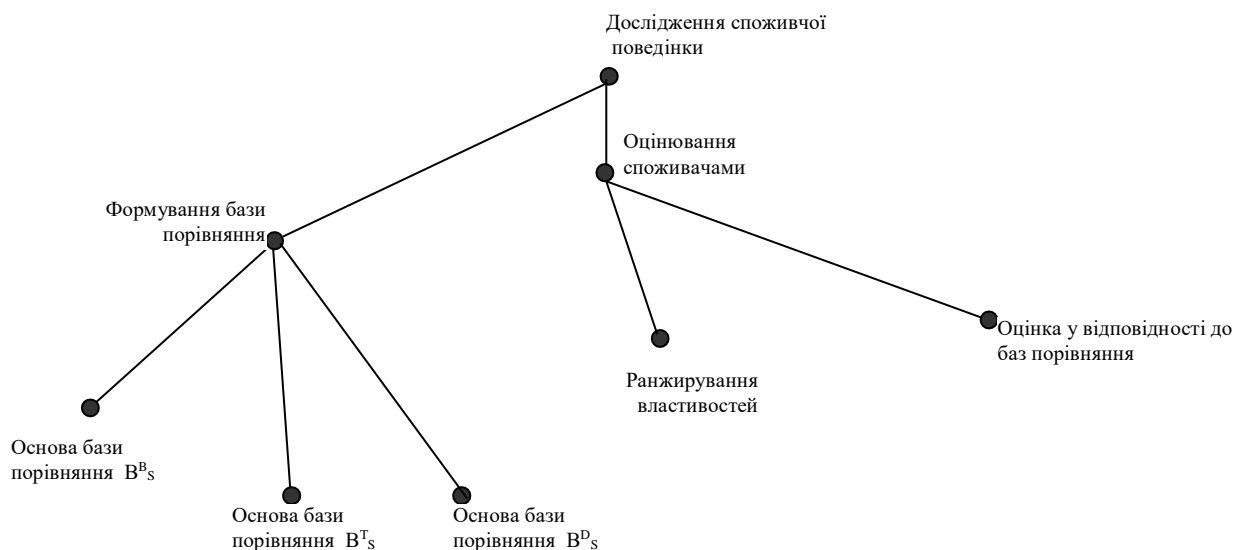 Дослідження споживчої
поведінки
Оцінювання
споживачами
Формування бази
порівняння
Оцінка у відповідності до
баз порівняння
Ранжирування
властивостей
Основа бази
порівняння B^B_S
Основа бази
порівняння B^T_S
Основа бази
порівняння B^D_S